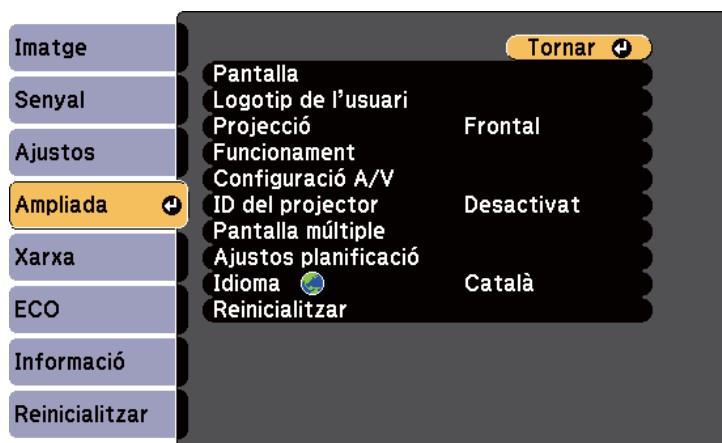 Imatge
Senyal
Ajustos
Ampliada
Xarxa
ECO
Informació
Reinicialitzar
Tornar
Pantalla
Logotip de l'usuari
Projecció Frontal
Funcionament
Configuració A/V
ID del projector Desactivat
Pantalla múltiple
Ajustos planificació
Idioma Català
Reinicialitzar